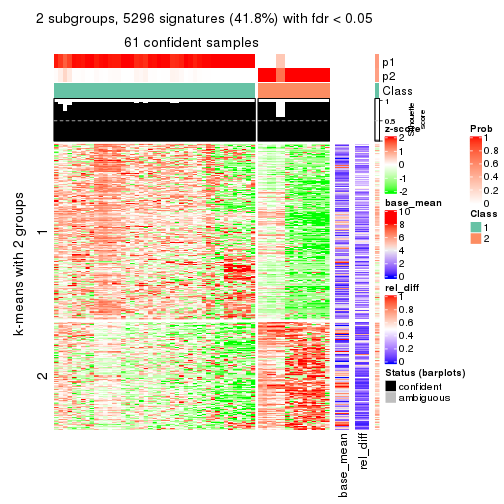 2 subgroups, 5296 signatures (41.8%) with fdr < 0.05
61 confident samples
p1
p2
Class
1
0.5
Silhouette
score
k-means with 2 groups
1
2
base_mean
rel_diff
z-score
2
1
0
-1
-2
base_mean
10
8
6
4
2
0
rel_diff
1
0.8
0.6
0.4
0.2
0
Status (barplots)
confident
ambiguous
Prob
1
0.8
0.6
0.4
0.2
0
Class
1
2